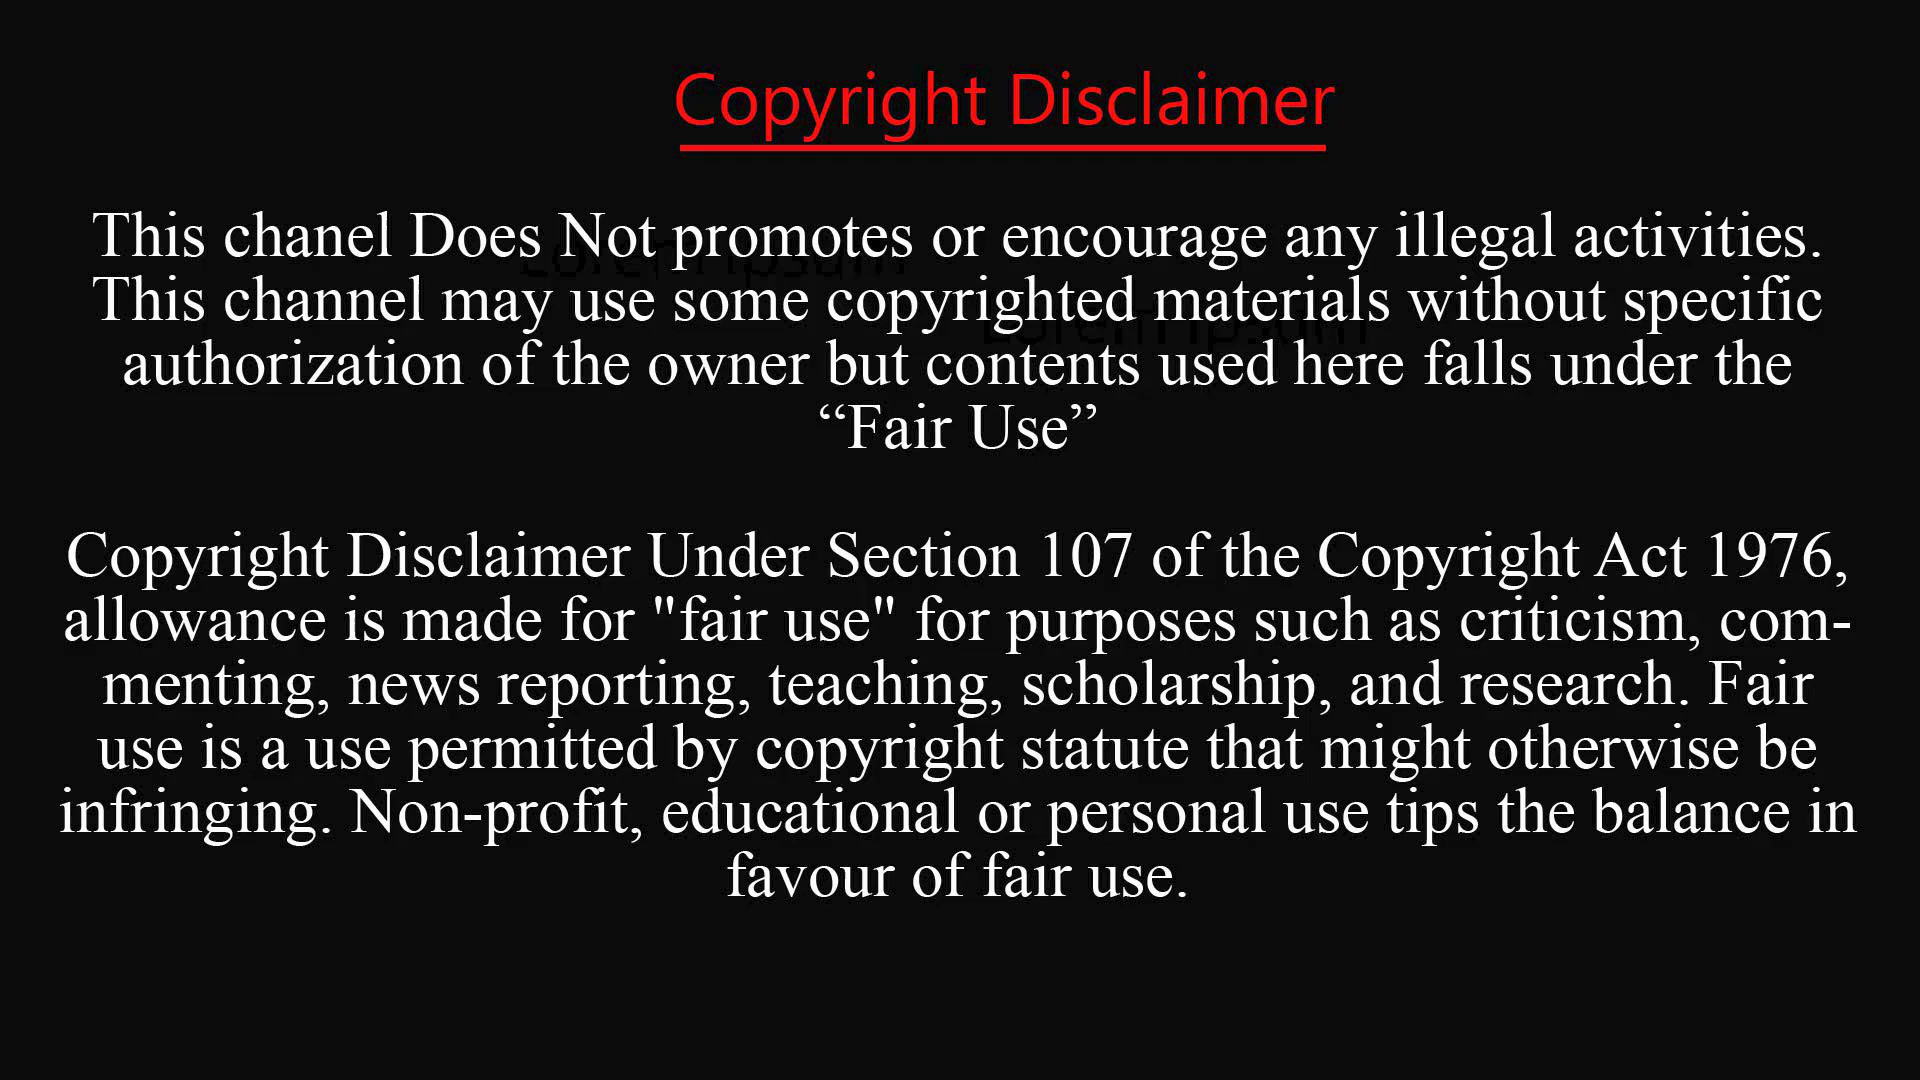 Copyright Disclaimer
This chanel Does Not promotes or encourage any illegal activities.
This channel may use some copyrighted materials without specific
authorization of the owner but contents used here falls under the
“Fair Use”
Copyright Disclaimer Under Section 107 of the Copyright Act 1976,
allowance is made for "fair use" for purposes such as criticism, com-
menting, news reporting, teaching, scholarship, and research. Fair
use is a use permitted by copyright statute that might otherwise be
infringing. Non-profit, educational or personal use tips the balance in
favour of fair use.
Lorem ipsum
Lorem ipsum